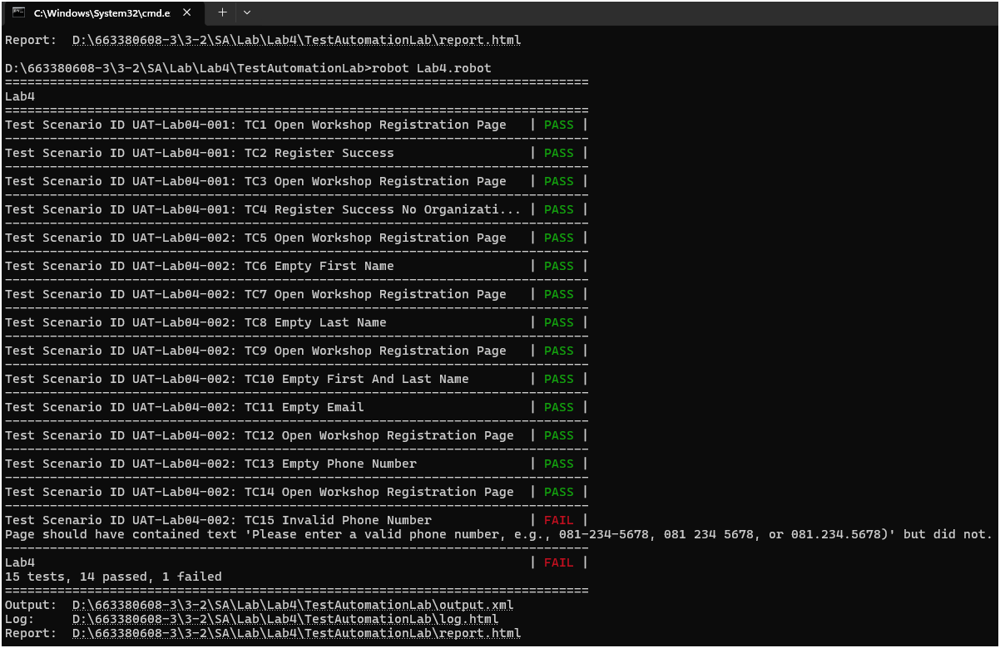 C:\Windows\System32\cmd.e
Report:  D:\663380608-3\3-2\SA\Lab\Lab4\TestAutomationLab\report.html
D:\663380608-3\3-2\SA\Lab\Lab4\TestAutomationLab>robot Lab4.robot
==============================================================================
Lab4
==============================================================================
Test Scenario ID UAT-Lab04-001: TC1 Open Workshop Registration Page   | PASS |
------------------------------------------------------------------------------
Test Scenario ID UAT-Lab04-001: TC2 Register Success                  | PASS |
------------------------------------------------------------------------------
Test Scenario ID UAT-Lab04-001: TC3 Open Workshop Registration Page   | PASS |
------------------------------------------------------------------------------
Test Scenario ID UAT-Lab04-001: TC4 Register Success No Organizati... | PASS |
------------------------------------------------------------------------------
Test Scenario ID UAT-Lab04-002: TC5 Open Workshop Registration Page   | PASS |
------------------------------------------------------------------------------
Test Scenario ID UAT-Lab04-002: TC6 Empty First Name                  | PASS |
------------------------------------------------------------------------------
Test Scenario ID UAT-Lab04-002: TC7 Open Workshop Registration Page   | PASS |
------------------------------------------------------------------------------
Test Scenario ID UAT-Lab04-002: TC8 Empty Last Name                   | PASS |
------------------------------------------------------------------------------
Test Scenario ID UAT-Lab04-002: TC9 Open Workshop Registration Page   | PASS |
------------------------------------------------------------------------------
Test Scenario ID UAT-Lab04-002: TC10 Empty First And Last Name        | PASS |
------------------------------------------------------------------------------
Test Scenario ID UAT-Lab04-002: TC11 Empty Email                      | PASS |
------------------------------------------------------------------------------
Test Scenario ID UAT-Lab04-002: TC12 Open Workshop Registration Page  | PASS |
------------------------------------------------------------------------------
Test Scenario ID UAT-Lab04-002: TC13 Empty Phone Number               | PASS |
------------------------------------------------------------------------------
Test Scenario ID UAT-Lab04-002: TC14 Open Workshop Registration Page  | PASS |
------------------------------------------------------------------------------
Test Scenario ID UAT-Lab04-002: TC15 Invalid Phone Number             | FAIL |
Page should have contained text 'Please enter a valid phone number, e.g., 081-234-5678, 081 234 5678, or 081.234.5678)' but did not.
------------------------------------------------------------------------------
Lab4                                                                  | FAIL |
15 tests, 14 passed, 1 failed
==============================================================================
Output:  D:\663380608-3\3-2\SA\Lab\Lab4\TestAutomationLab\output.xml
Log:     D:\663380608-3\3-2\SA\Lab\Lab4\TestAutomationLab\log.html
Report:  D:\663380608-3\3-2\SA\Lab\Lab4\TestAutomationLab\report.html